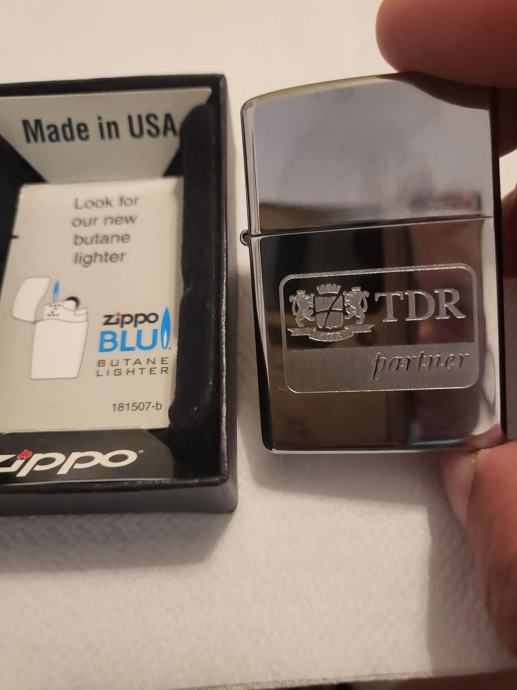 Made in USA
Look for
our new
butane
lighter
zippo
BLU
BUTANE
LIGHTER
181507-b
zippo
TDR
partner